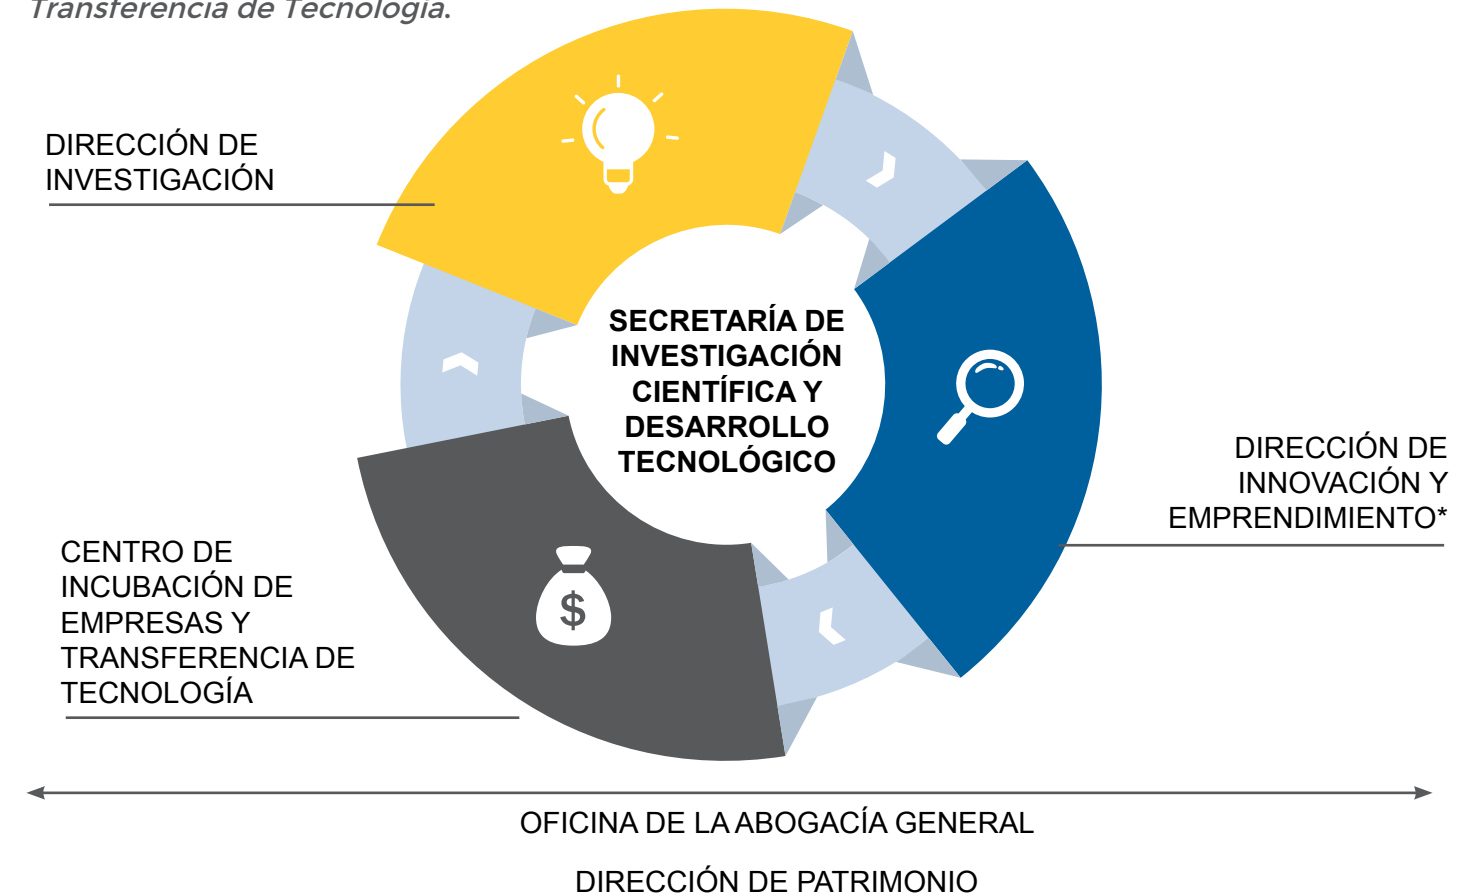 Transferencia de Tecnología.
DIRECCIÓN DE
INVESTIGACIÓN
SECRETARÍA DE
INVESTIGACIÓN
CIENTÍFICA Y
DESARROLLO
TECNOLÓGICO
DIRECCIÓN DE
INNOVACIÓN Y
EMPRENDIMIENTO*
CENTRO DE
INCUBACIÓN DE
EMPRESAS Y
TRANSFERENCIA DE
TECNOLOGÍA
$
OFICINA DE LA ABOGACÍA GENERAL
DIRECCIÓN DE PATRIMONIO